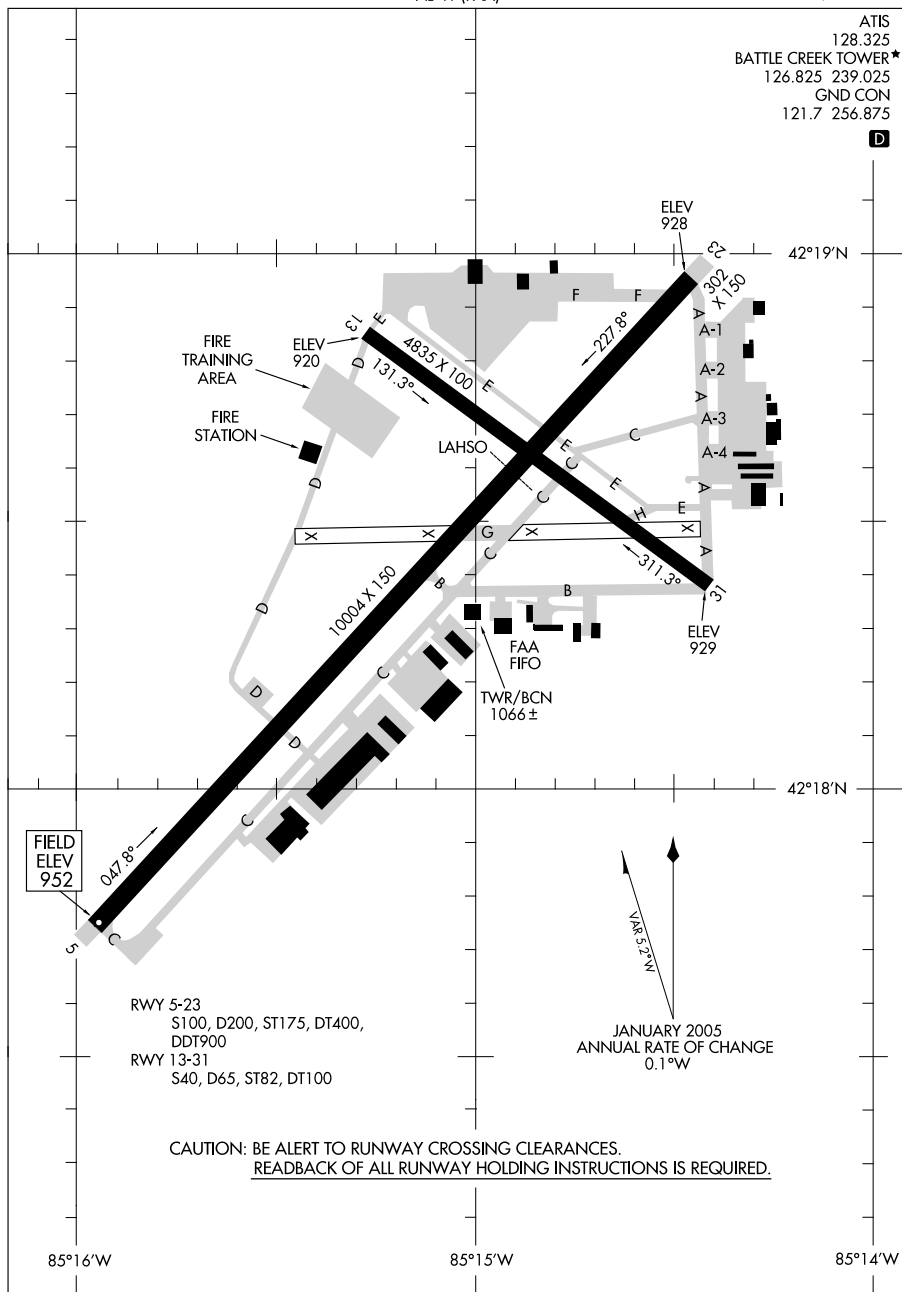 ATIS
128.325
BATTLE CREEK TOWER★
126.825 239.025
GND CON
121.7 256.875
D
ELEV
928
23
42°19'N
302
X 150
F F
A
A-1
13
E
4835 X 100
227.8°
FIRE
TRAINING
AREA
ELEV
920
D
131.3°
E
A-2
A
A-3
FIRE
STATION
LAHSO
E
C
C
A-4
D
C
E
A
H
E
X
X
G
X
X
C
A
311.3°
B
B
31
10004 X 150
D
ELEV
929
FAA
FIFO
C
TWR/BCN
1066 ±
D
D
42°18'N
C
FIELD
ELEV
952
047.8°
VAR 5.2° W
5
C
RWY 5-23
S100, D200, ST175, DT400,
DDT900
RWY 13-31
S40, D65, ST82, DT100
JANUARY 2005
ANNUAL RATE OF CHANGE
0.1°W
CAUTION: BE ALERT TO RUNWAY CROSSING CLEARANCES.
READBACK OF ALL RUNWAY HOLDING INSTRUCTIONS IS REQUIRED.
85°16'W
85°15'W
85°14'W